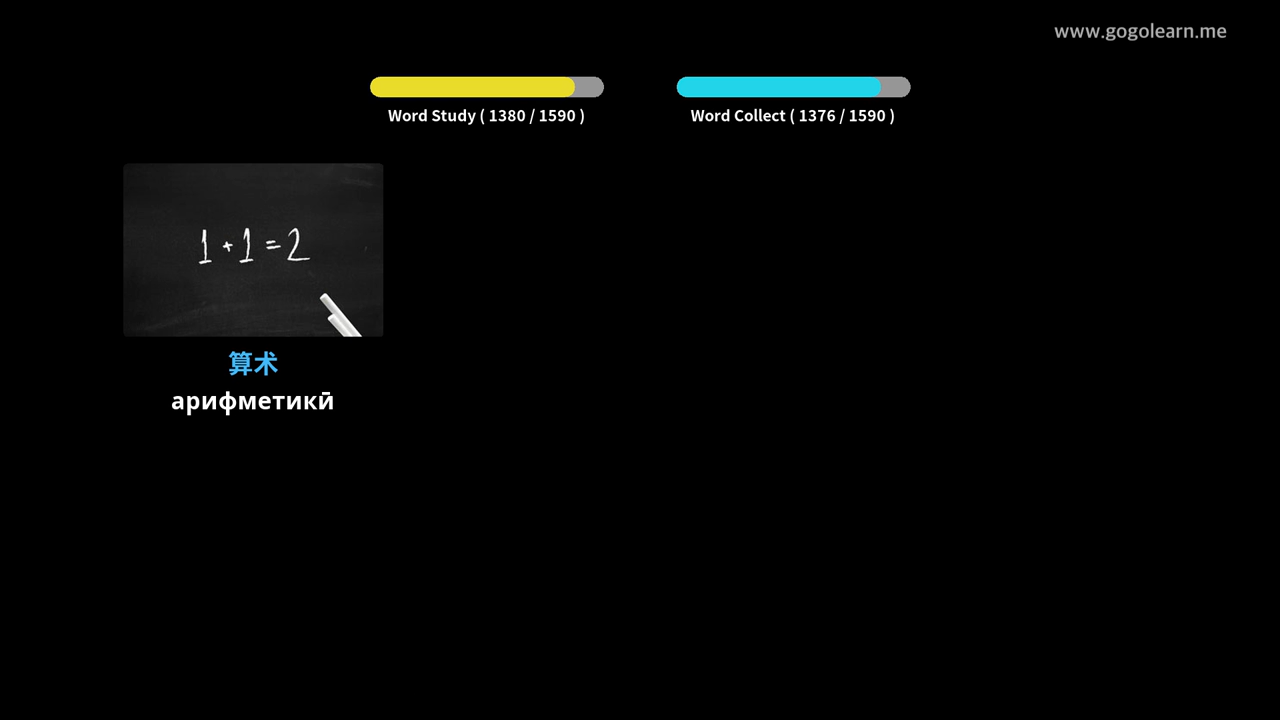 www.gogolearn.me
Word Study ( 1380 / 1590 )
Word Collect ( 1376 / 1590 )
1 + 1 = 2
算术
арифметикӣ